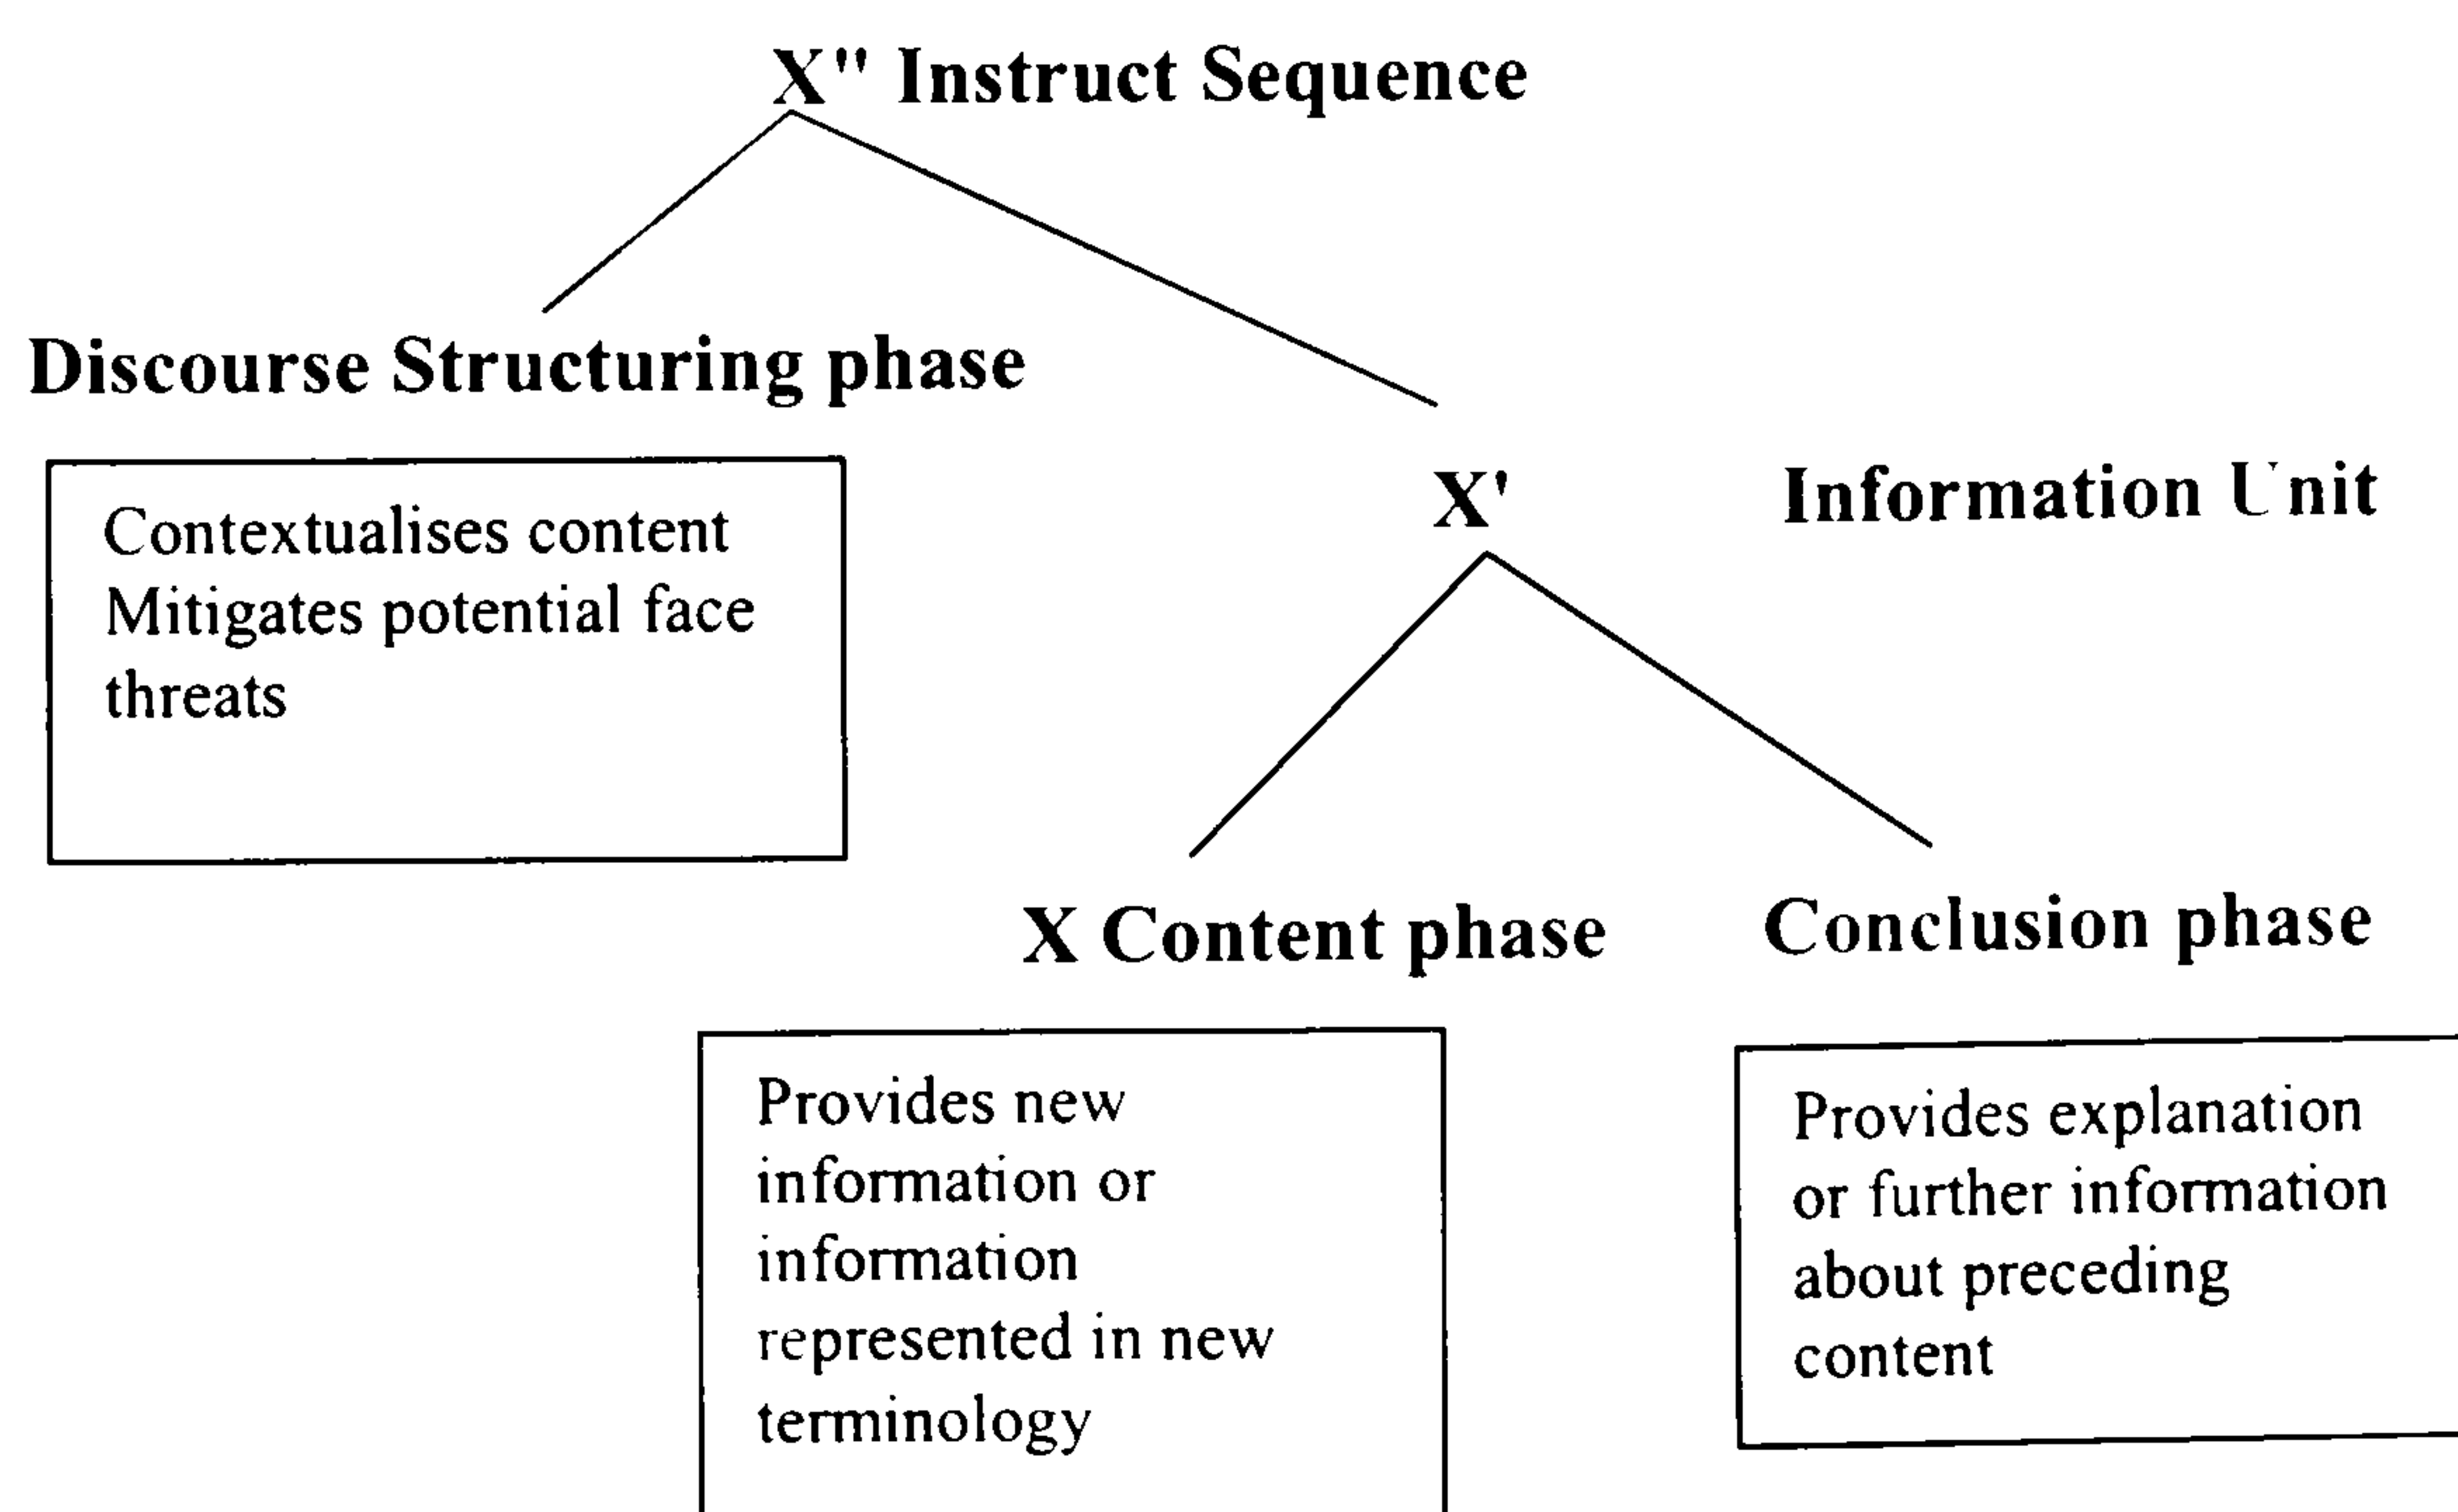 X" Instruct Sequence
Discourse Structuring phase
Contextualises content
Mitigates potential face
threats
X' Information Unit
X Content phase
Conclusion phase
Provides new
information or
information
represented in new
terminology
Provides explanation
or further information
about preceding
content